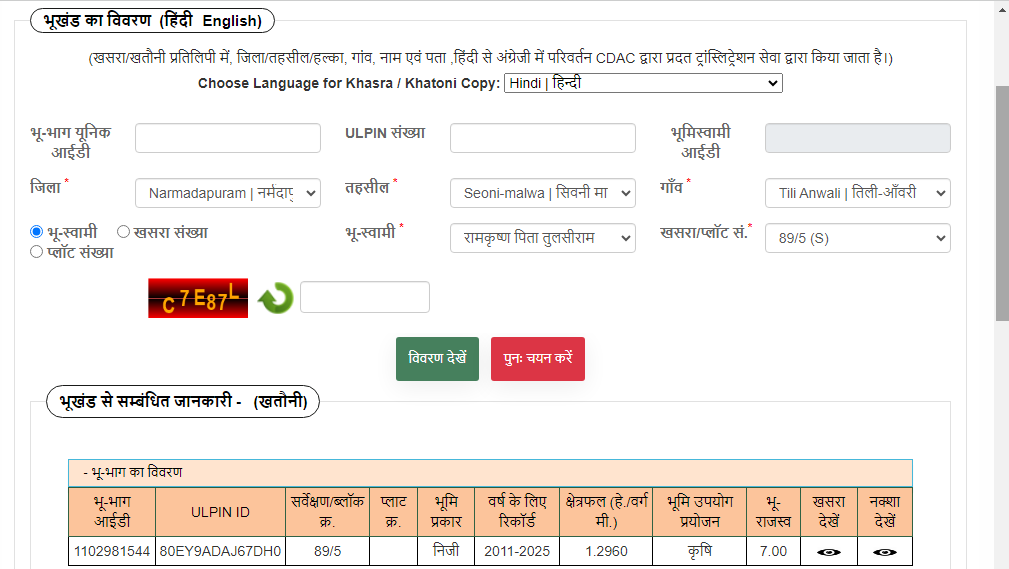 भूखंड का विवरण (हिंदी English)
(खसरा/खतौनी प्रतिलिपी में, जिला/तहसील/हल्का, गांव, नाम एवं पता ,हिंदी से अंग्रेजी में परिवर्तन CDAC द्वारा प्रदत ट्रांस्लिट्रेशन सेवा द्वारा किया जाता है।)
Choose Language for Khasra / Khatoni Copy: Hindi | हिन्दी
भू-भाग यूनिक आईडी
ULPIN संख्या
भूमिस्वामी आईडी
जिला * Narmadapuram | नर्मदापु
तहसील * Seoni-malwa | सिवनी मा
गाँव * Tili Anwali | तिली-आँवरी
भू-स्वामी खसरा संख्या
प्लॉट संख्या
भू-स्वामी * रामकृष्ण पिता तुलसीराम
खसरा/प्लॉट सं.* 89/5 (S)
C7E87L
विवरण देखें पुनः चयन करें
भूखंड से सम्बंधित जानकारी - (खतौनी)
- भू-भाग का विवरण
भू-भाग आईडी ULPIN ID सर्वेक्षण/ब्लॉक क्र. प्लाट क्र. भूमि प्रकार वर्ष के लिए रिकॉर्ड क्षेत्रफल (हे./वर्ग मी.) भूमि उपयोग प्रयोजन भू-राजस्व खसरा देखें नक्शा देखें
1102981544 80EY9ADAJ67DH0 89/5 निजी 2011-2025 1.2960 कृषि 7.00